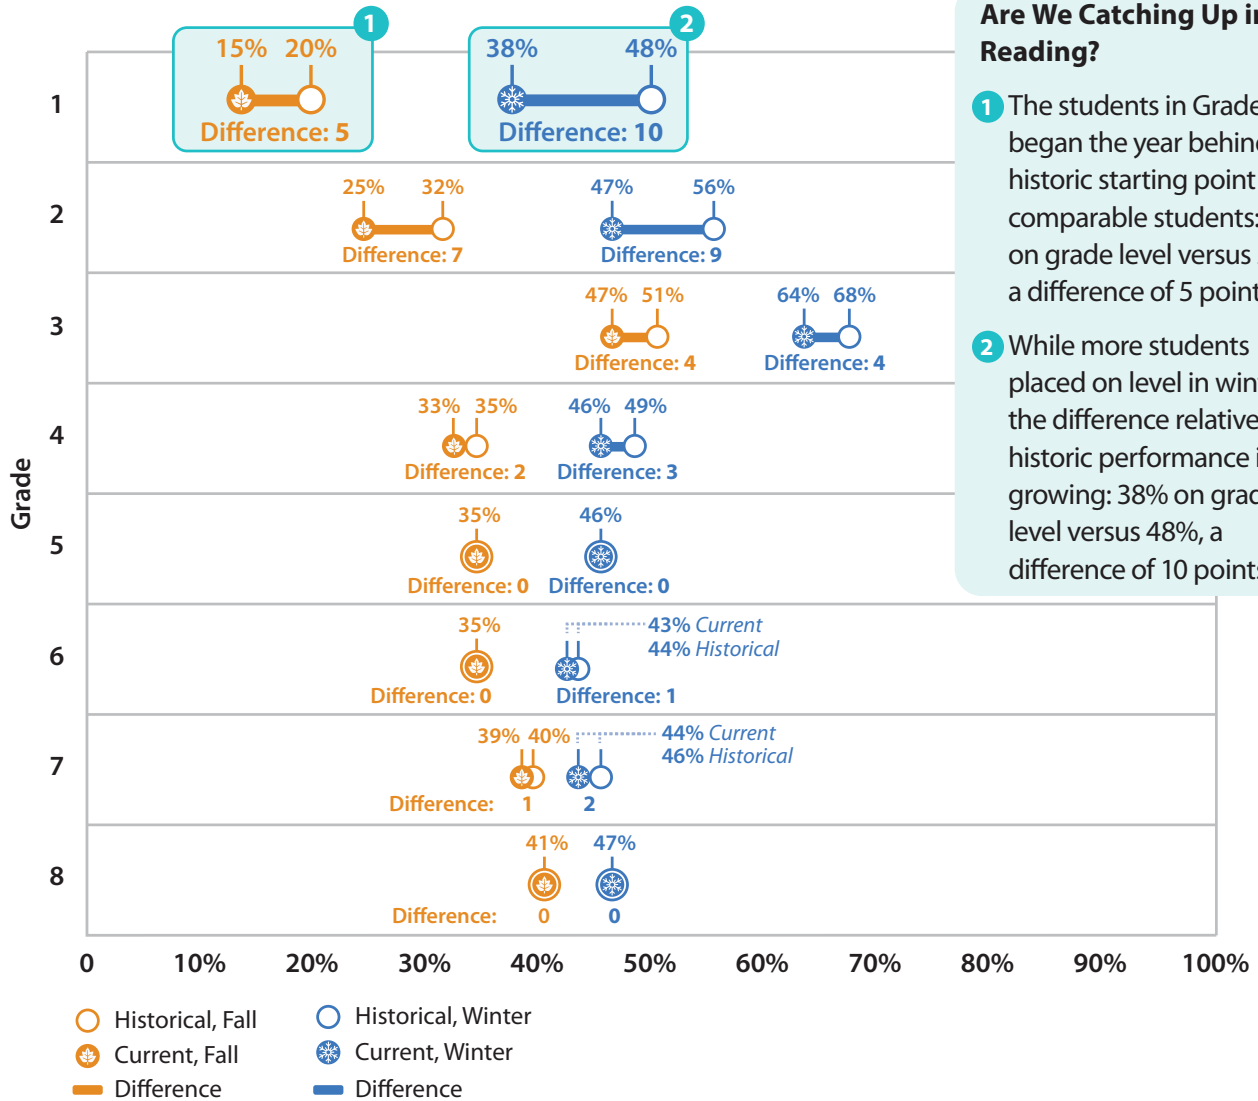 1
2
15% 20%
38% 48%
1
Difference: 5
Difference: 10
25% 32%
47% 56%
2
Difference: 7
Difference: 9
47% 51%
64% 68%
3
Difference: 4
Difference: 4
33% 35%
46% 49%
4
Difference: 2
Difference: 3
35%
46%
5
Difference: 0
Difference: 0
35%
43% Current
44% Historical
6
Difference: 0
Difference: 1
39% 40%
44% Current
46% Historical
7
Difference: 1
2
41%
47%
8
Difference: 0
0
Grade
0 10% 20% 30% 40% 50% 60% 70% 80% 90% 100%
Historical, Fall
Current, Fall
Difference
Historical, Winter
Current, Winter
Difference
Are We Catching Up in
Reading?
1 The students in Grade
began the year behin
historic starting point
comparable students:
on grade level versus
a difference of 5 point
2 While more students
placed on level in win
the difference relative
historic performance i
growing: 38% on grad
level versus 48%, a
difference of 10 points